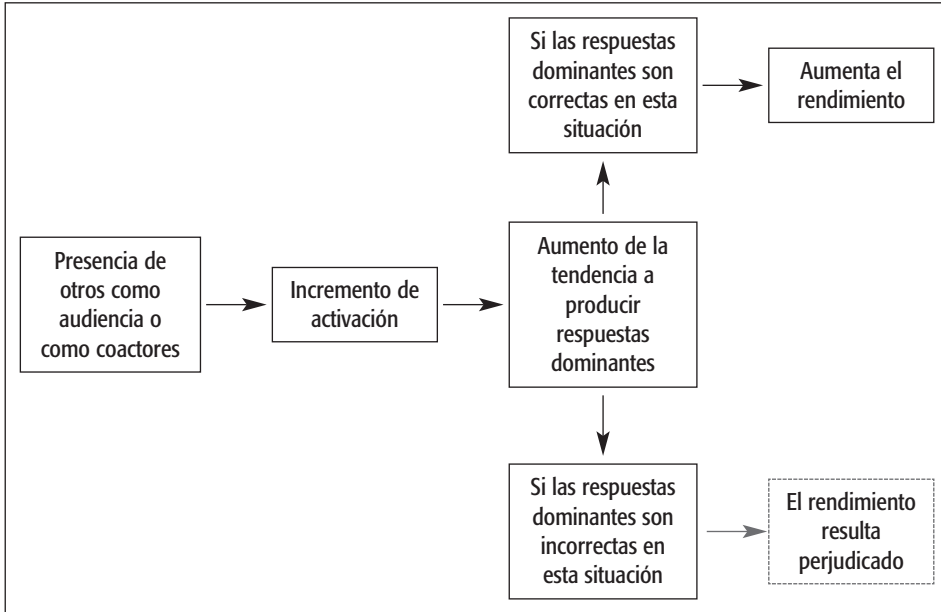 Presencia de
otros como
audiencia o
como coactores
Incremento de
activación
Aumento de la
tendencia a
producir
respuestas
dominantes
Si las respuestas
dominantes son
correctas en esta
situación
Aumenta el
rendimiento
Si las respuestas
dominantes son
incorrectas en
esta situación
El rendimiento
resulta
perjudicado